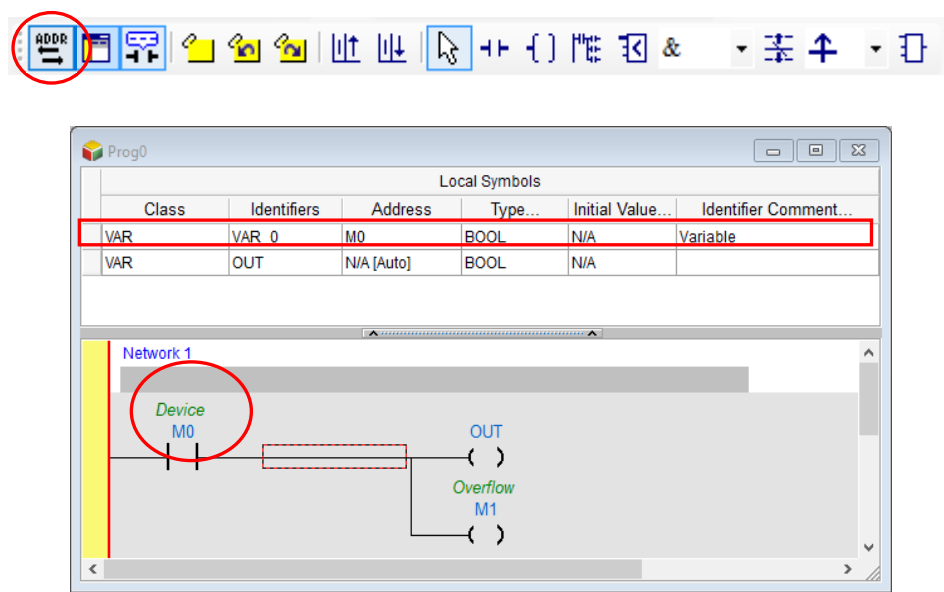 ADDR
&
Prog0
Local Symbols
Class Identifiers Address Type... Initial Value... Identifier Comment...
VAR VAR_0 M0 BOOL N/A Variable
VAR OUT N/A [Auto] BOOL N/A
Network 1
Device
M0
OUT
Overflow
M1